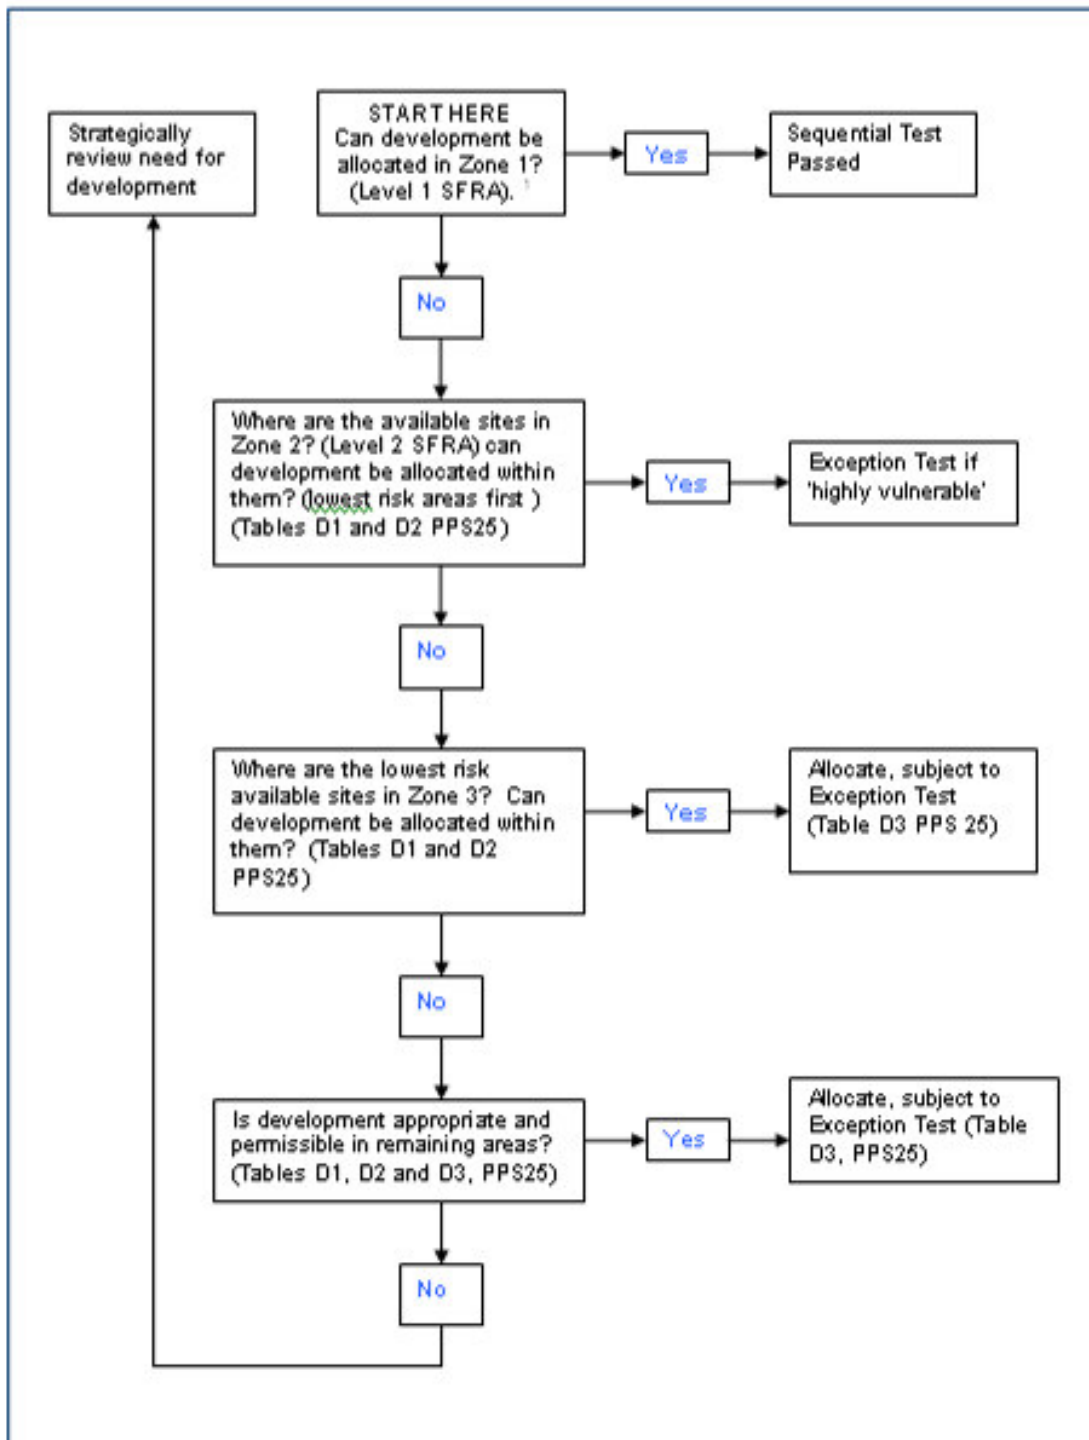 Strategically
review need for
development
START HERE
Can development be
allocated in Zone 1?
(Level 1 SFRA). 1
Yes
Sequential Test
Passed
No
Where are the available sites in
Zone 2? (Level 2 SFRA) can
development be allocated within
them? (lowest risk areas first )
(Tables D1 and D2 PPS25)
Yes
Exception Test if
'highly vulnerable'
No
Where are the lowest risk
available sites in Zone 3?  Can
development be allocated within
them?  (Tables D1 and D2
PPS25)
Yes
Allocate, subject to
Exception Test
(Table D3 PPS 25)
No
Is development appropriate and
permissible in remaining areas?
(Tables D1, D2 and D3, PPS25)
Yes
Allocate, subject to
Exception Test (Table
D3, PPS25)
No